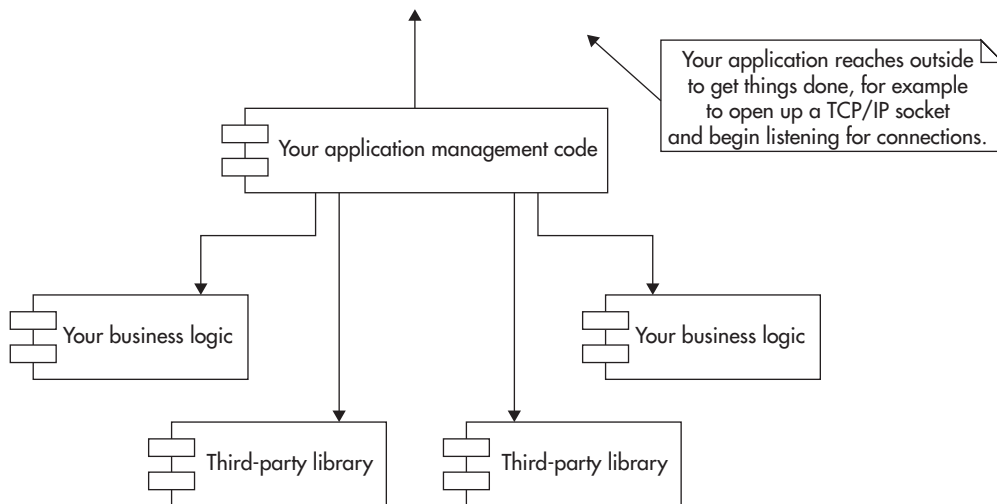 Your application reaches outside
to get things done, for example
to open up a TCP/IP socket
and begin listening for connections.
Your application management code
Your business logic
Your business logic
Third-party library
Third-party library